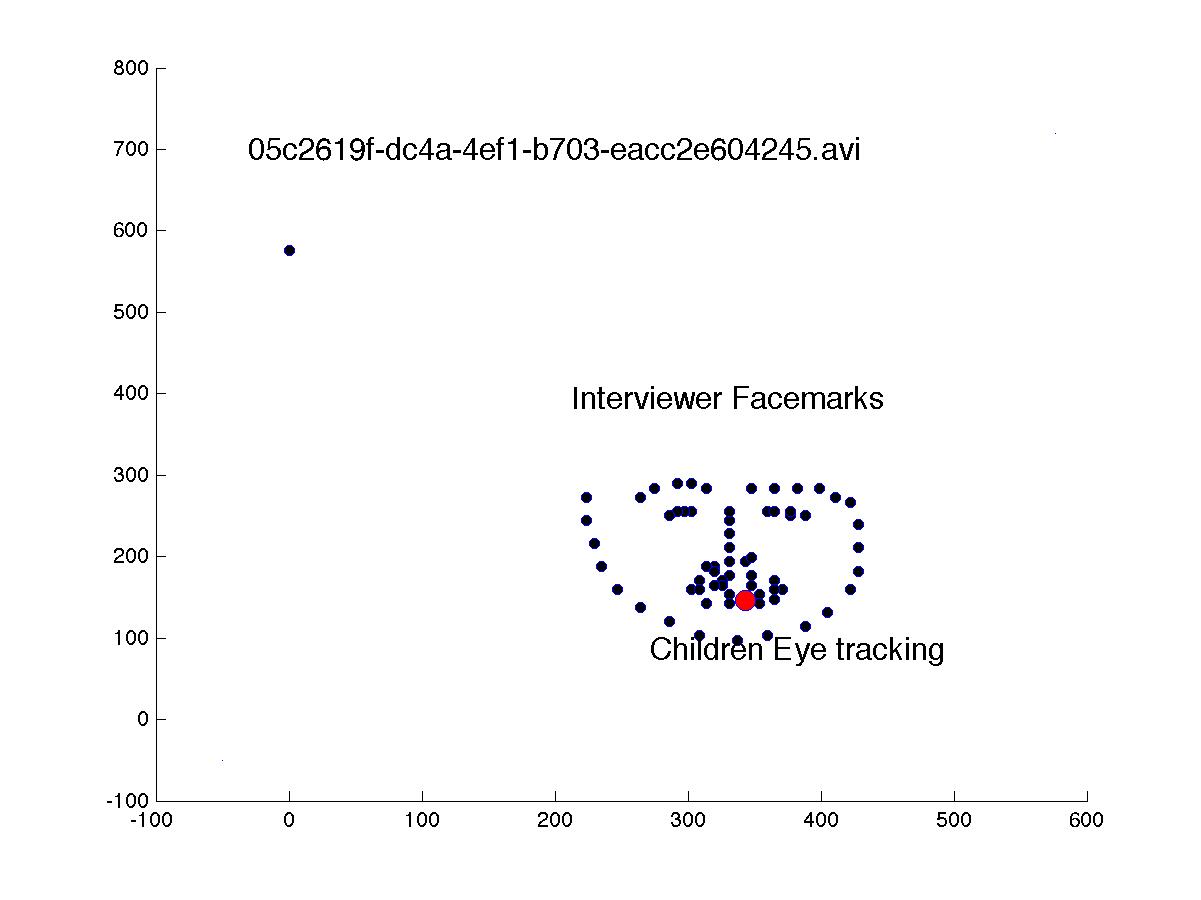 800
700
05c2619f-dc4a-4ef1-b703-eacc2e604245.avi
600
500
400
Interviewer Facemarks
300
200
100
Children Eye tracking
0
-100
-100 0 100 200 300 400 500 600